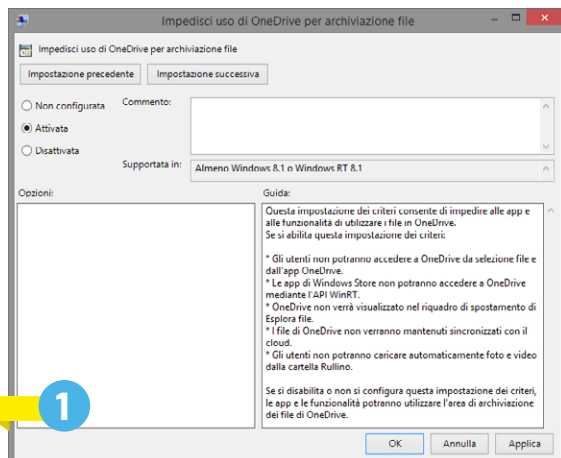 Impedisci uso di OneDrive per archiviazione file
Impedisci uso di OneDrive per archiviazione file
Impostazione precedente
Impostazione successiva
Non configurata
Commento:
Attivata
Disattivata
Supportata in:
Almeno Windows 8.1 o Windows RT 8.1
Opzioni:
Guida:
Questa impostazione dei criteri consente di impedire alle app e
alle funzionalità di utilizzare i file in OneDrive.
Se si abilita questa impostazione dei criteri:
* Gli utenti non potranno accedere a OneDrive da selezione file e
dall'app OneDrive.
* Le app di Windows Store non potranno accedere a OneDrive
mediante l'API WinRT.
* OneDrive non verrà visualizzato nel riquadro di spostamento di
Esplora file.
* I file di OneDrive non verranno mantenuti sincronizzati con il
cloud.
* Gli utenti non potranno caricare automaticamente foto e video
dalla cartella Rullino.
Se si disabilita o non si configura questa impostazione dei criteri,
le app e le funzionalità potranno utilizzare l'area di archiviazione
dei file di OneDrive.
1
OK
Annulla
Applica